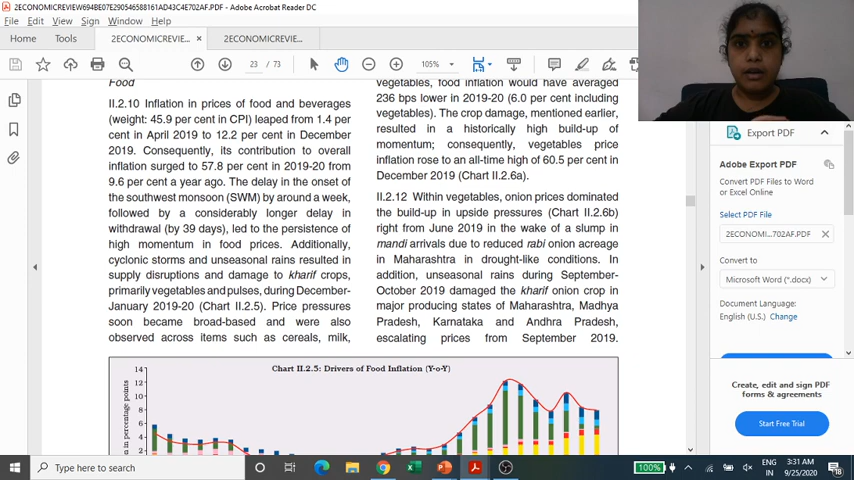 2ECONOMICREVIEW694BE07E290546588161AD43C4E702AF.PDF - Adobe Acrobat Reader DC
File Edit View Sign Window Help
Home Tools 2ECONOMICREVIE... × 2ECONOMICREVIE...
23 / 73 105%
Food
II.2.10 Inflation in prices of food and beverages
(weight: 45.9 per cent in CPI) leaped from 1.4 per
cent in April 2019 to 12.2 per cent in December
2019. Consequently, its contribution to overall
inflation surged to 57.8 per cent in 2019-20 from
9.6 per cent a year ago. The delay in the onset of
the southwest monsoon (SWM) by around a week,
followed by a considerably longer delay in
withdrawal (by 39 days), led to the persistence of
high momentum in food prices. Additionally,
cyclonic storms and unseasonal rains resulted in
supply disruptions and damage to kharif crops,
primarily vegetables and pulses, during December-
January 2019-20 (Chart II.2.5). Price pressures
soon became broad-based and were also
observed across items such as cereals, milk,
vegetables, food inflation would have averaged
236 bps lower in 2019-20 (6.0 per cent including
vegetables). The crop damage, mentioned earlier,
resulted in a historically high build-up of
momentum; consequently, vegetables price
inflation rose to an all-time high of 60.5 per cent in
December 2019 (Chart II.2.6a).
II.2.12 Within vegetables, onion prices dominated
the build-up in upside pressures (Chart II.2.6b)
right from June 2019 in the wake of a slump in
mandi arrivals due to reduced rabi onion acreage
in Maharashtra in drought-like conditions. In
addition, unseasonal rains during September-
October 2019 damaged the kharif onion crop in
major producing states of Maharashtra, Madhya
Pradesh, Karnataka and Andhra Pradesh,
escalating prices from September 2019.
Chart II.2.5: Drivers of Food Inflation (Y-o-Y)
14
12
10
8
6
4
2
in percentage points
Export PDF
Adobe Export PDF
Convert PDF Files to Word
or Excel Online
Select PDF File
2ECONOMI...702AF.PDF ×
Convert to
Microsoft Word (*.docx)
Document Language:
English (U.S.) Change
Create, edit and sign PDF
forms & agreements
Start Free Trial
Type here to search
100%
ENG
IN
3:31 AM
9/25/2020
18